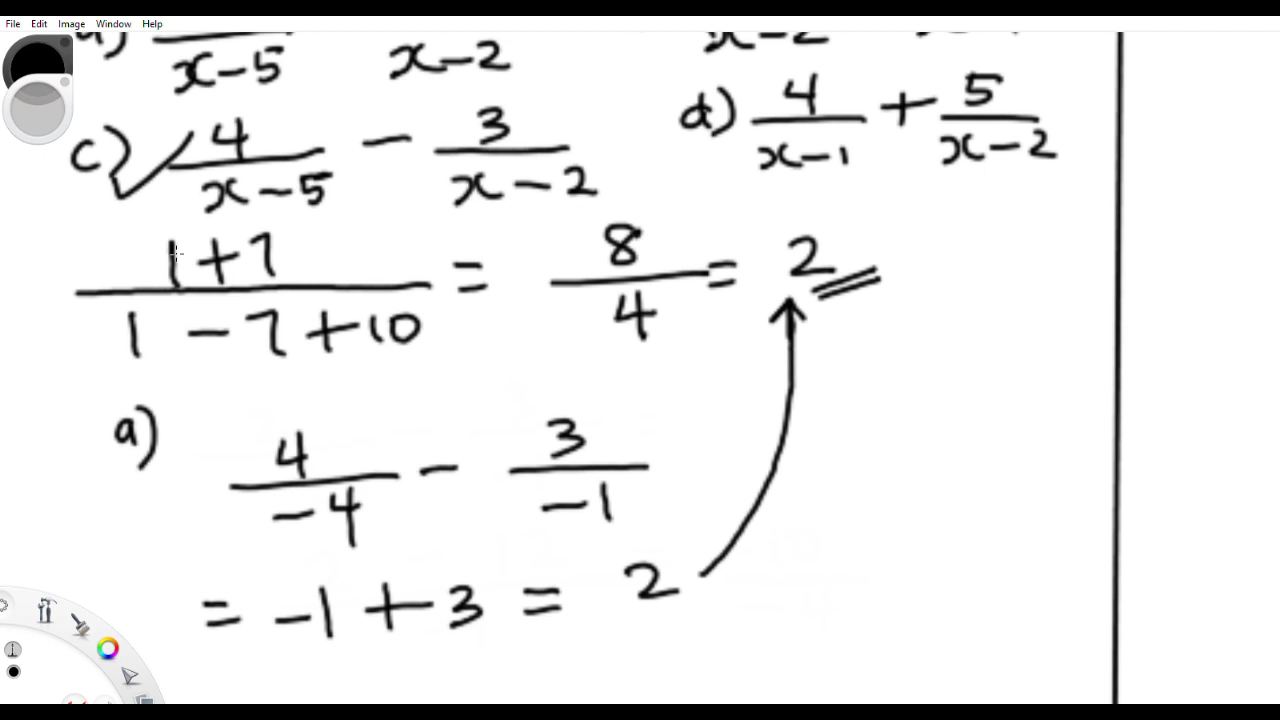 File Edit Image Window Help
x-5 x-2
c) 4/(x-5) - 3/(x-2) d) 4/(x-1) + 5/(x-2)
(1+7)/(1-7+10) = 8/4 = 2
a) 4/-4 - 3/-1
= -1+3 = 2